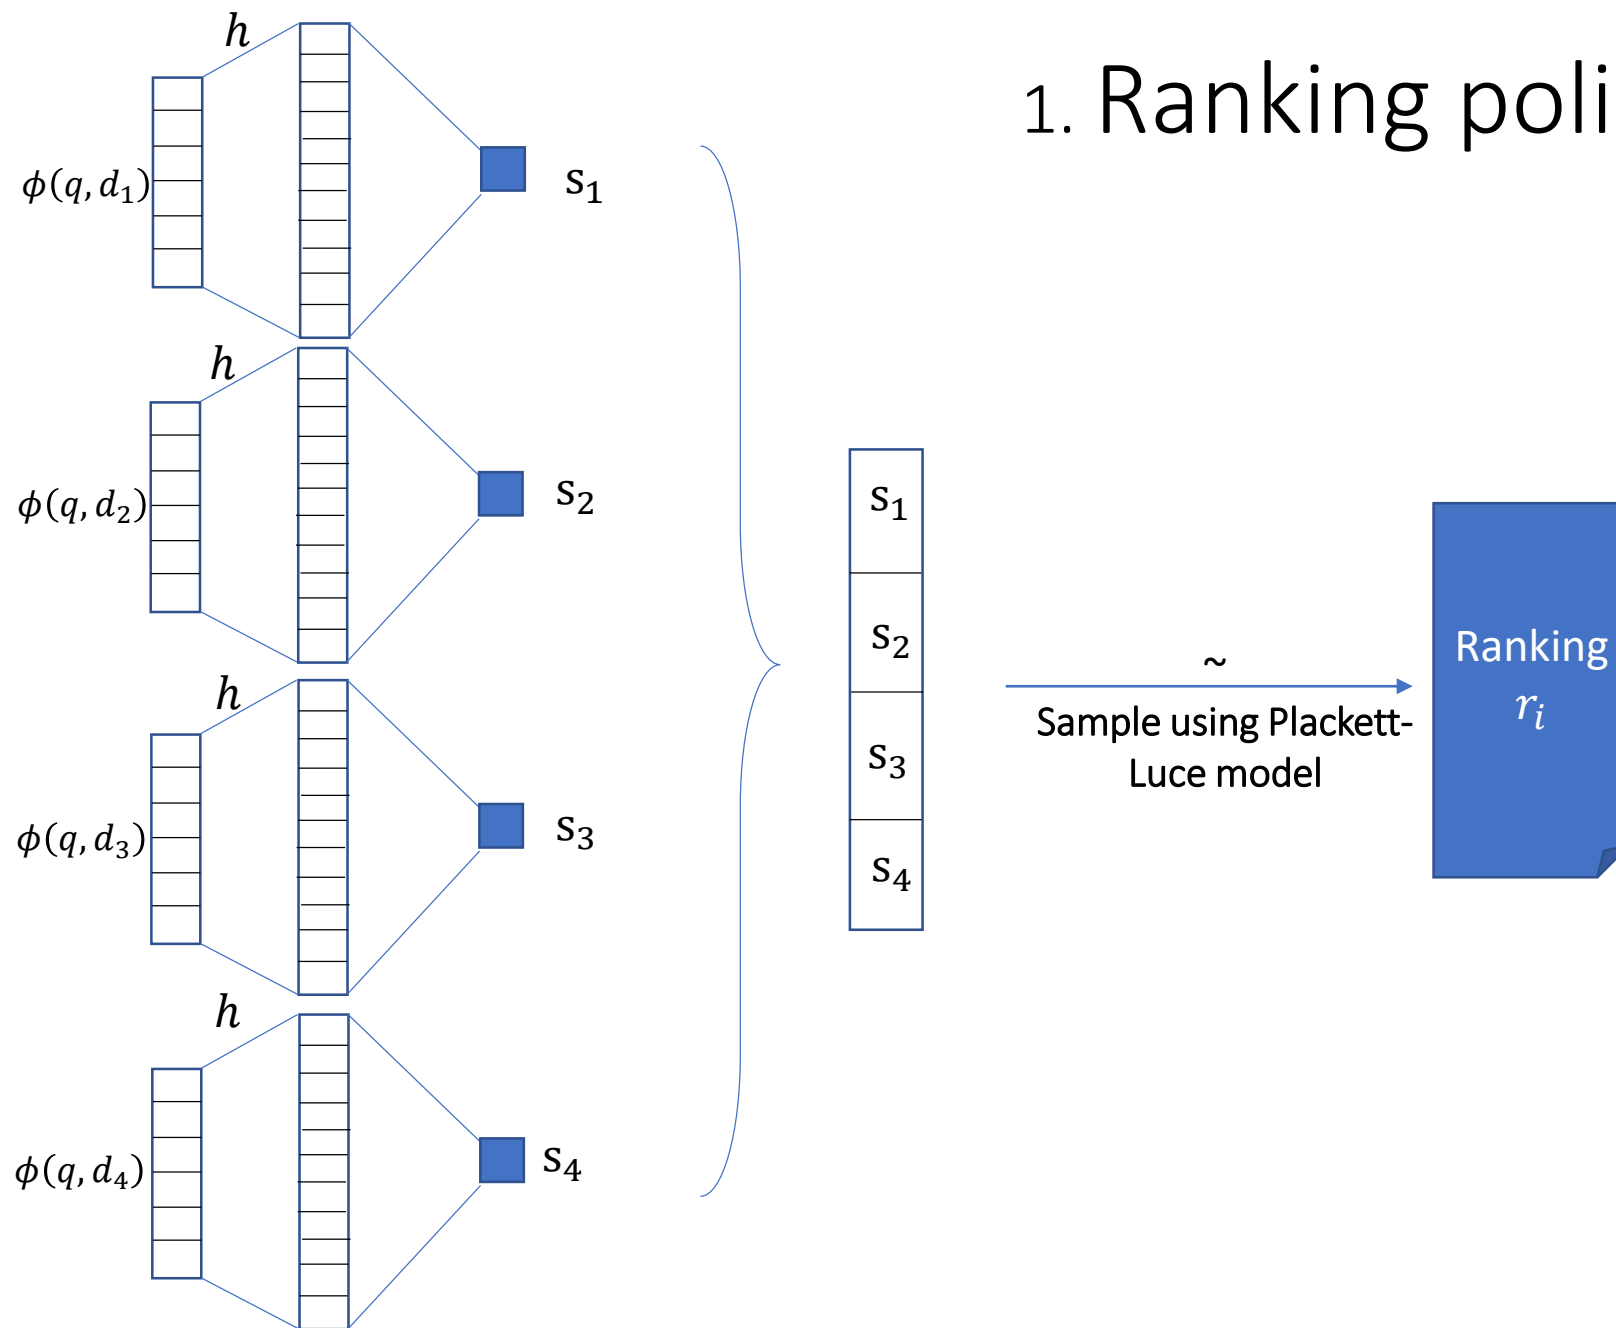 1. Ranking poli
h
ϕ(q, d₁)
s₁
h
ϕ(q, d₂)
s₂
h
ϕ(q, d₃)
s₃
h
ϕ(q, d₄)
s₄
s₁
s₂
s₃
s₄
~
Sample using Plackett-
Luce model
Ranking
rᵢ